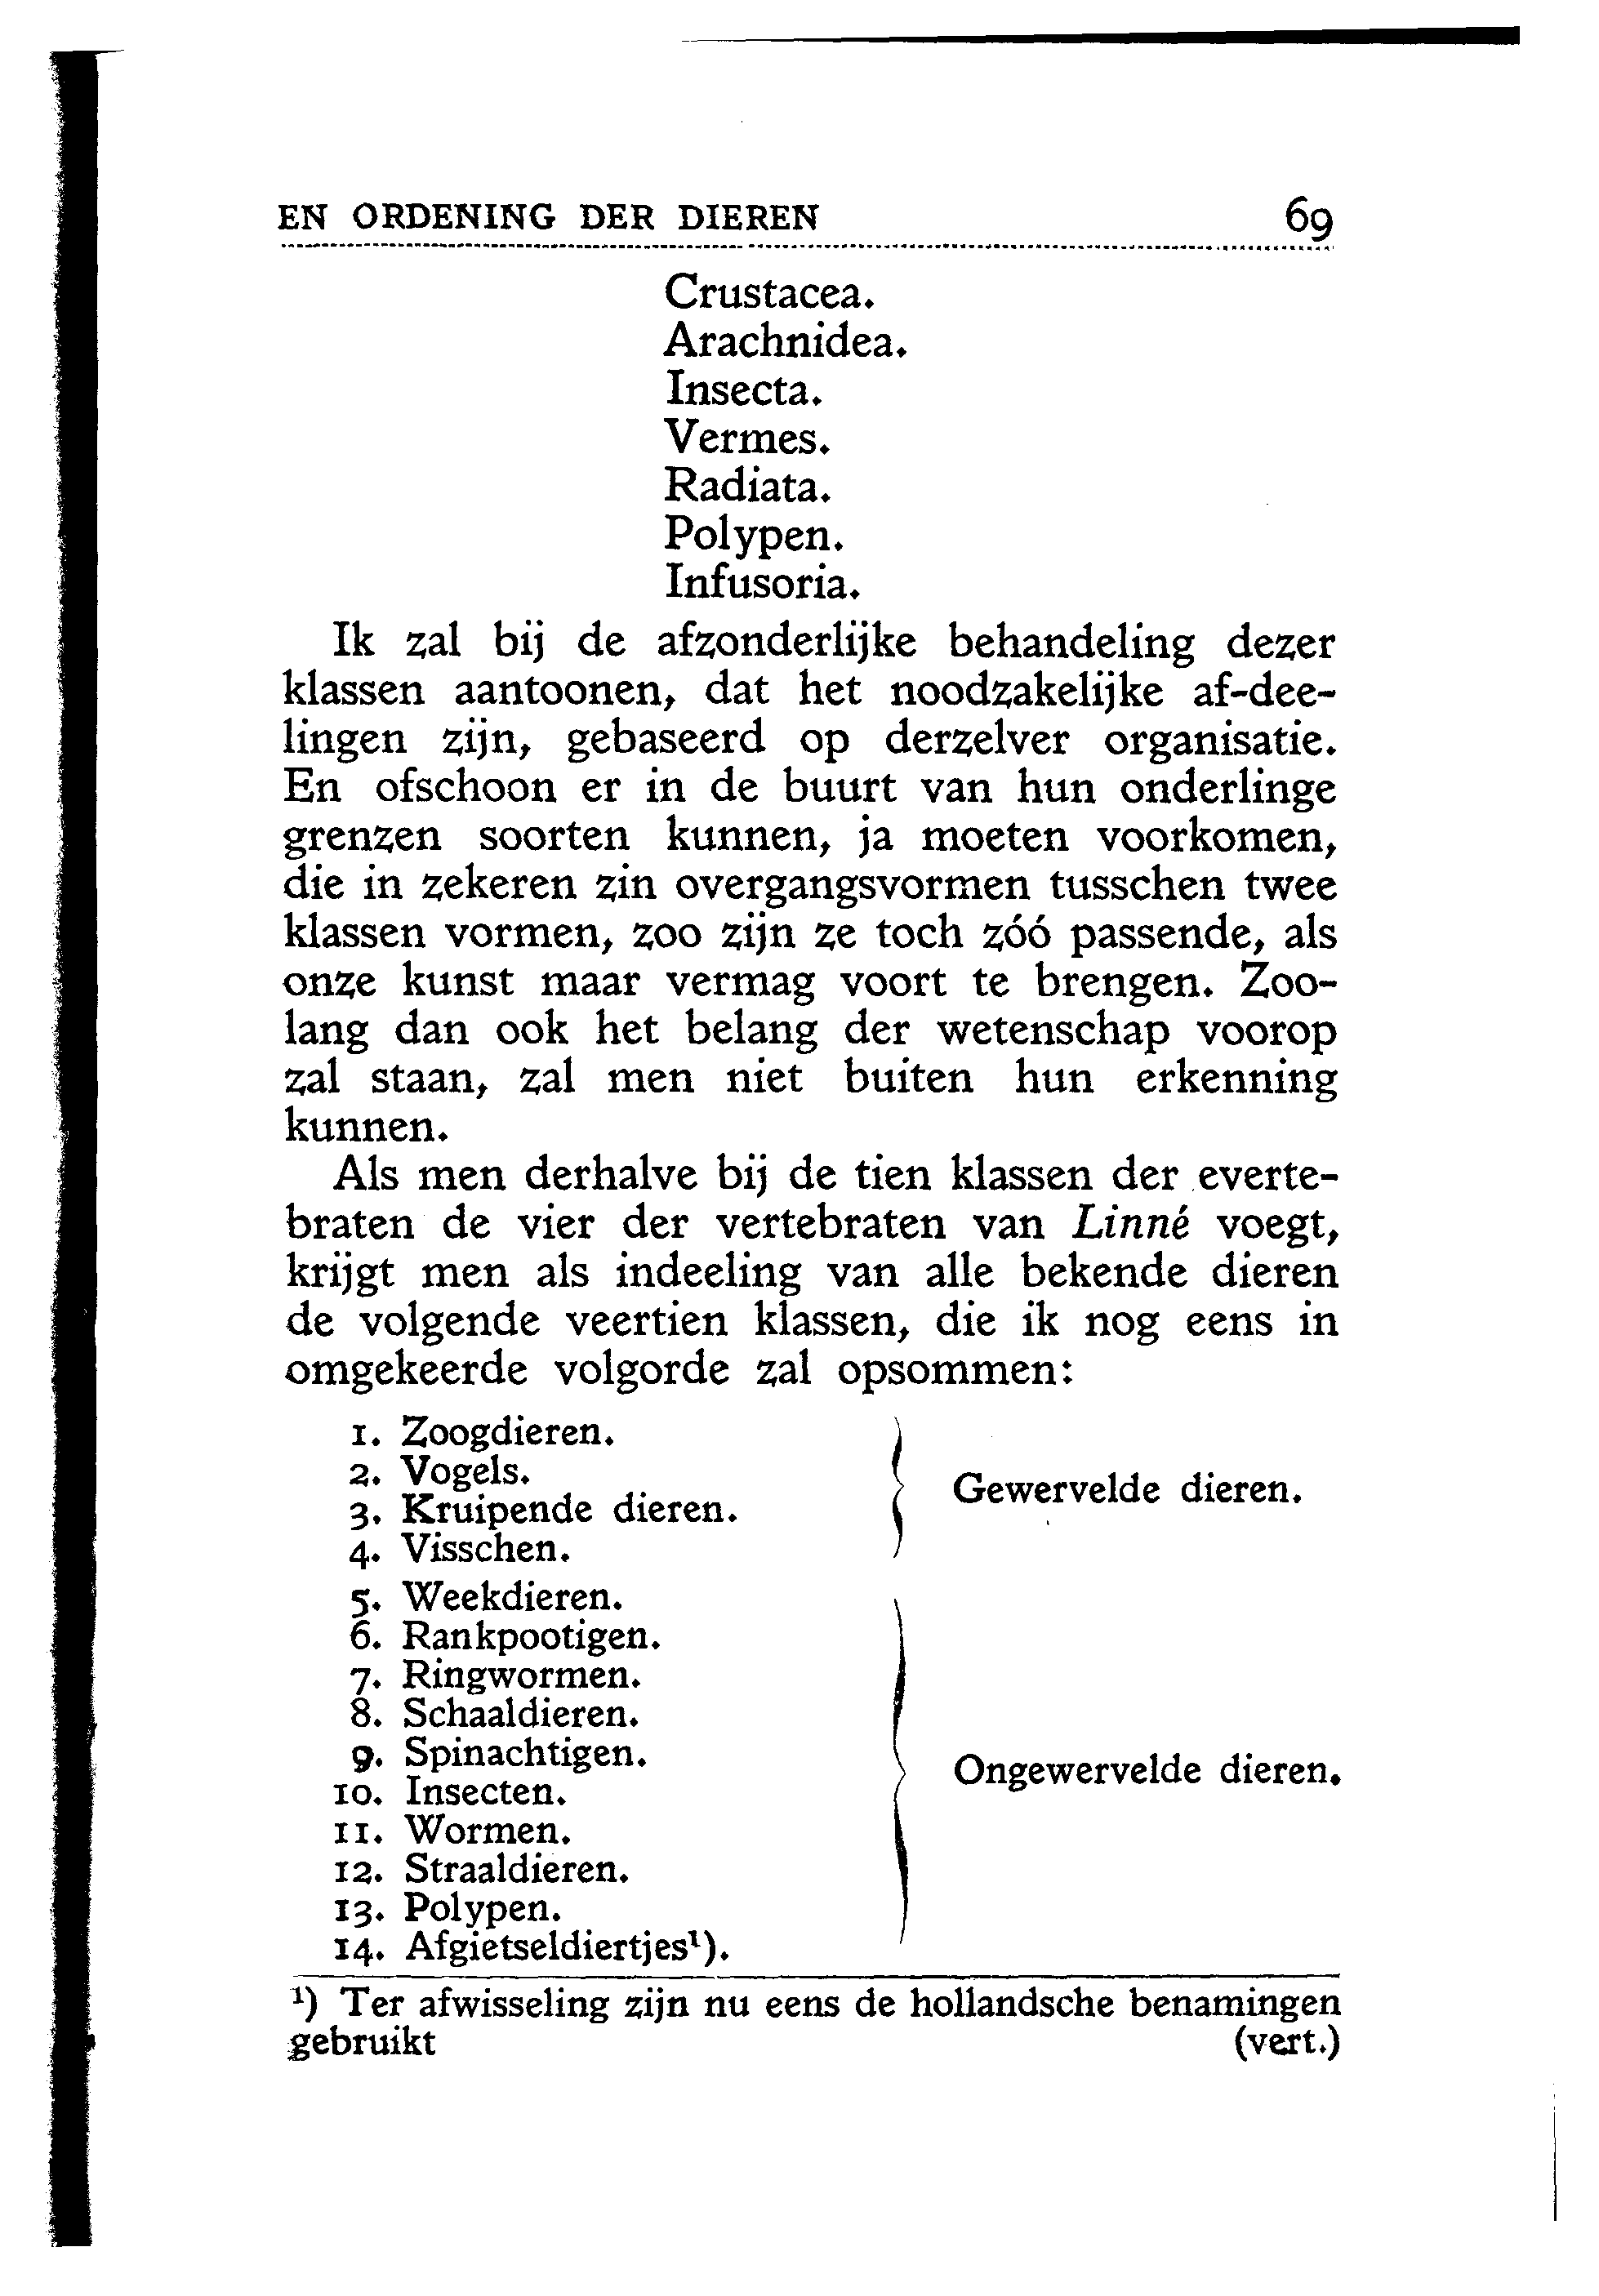 EN ORDENING DER DIEREN 69
Crustacea.
Arachnidea.
Insecta.
Vermes.
Radiata.
Polypen.
Infusoria.
Ik zal bij de afzonderlijke behandeling dezer
klassen aantoonen, dat het noodzakelijke af-dee-
lingen zijn, gebaseerd op derzelver organisatie.
En ofschoon er in de buurt van hun onderlinge
grenzen soorten kunnen, ja moeten voorkomen,
die in zekeren zin overgangsvormen tusschen twee
klassen vormen, zoo zijn ze toch zóó passende, als
onze kunst maar vermag voort te brengen. Zoo-
lang dan ook het belang der wetenschap voorop
zal staan, zal men niet buiten hun erkenning
kunnen.
Als men derhalve bij de tien klassen der everte-
braten de vier der vertebraten van Linné voegt,
krijgt men als indeeling van alle bekende dieren
de volgende veertien klassen, die ik nog eens in
omgekeerde volgorde zal opsommen:
1. Zoogdieren.
2. Vogels.
3. Kruipende dieren.
4. Visschen.
Gewervelde dieren.
5. Weekdieren.
6. Rankpootigen.
7. Ringwormen.
8. Schaaldieren.
9. Spinachtigen.
10. Insecten.
11. Wormen.
12. Straaldieren.
13. Polypen.
14. Afgietseldiertjes¹).
Ongewervelde dieren.
¹) Ter afwisseling zijn nu eens de hollandsche benamingen
gebruikt (vert.)